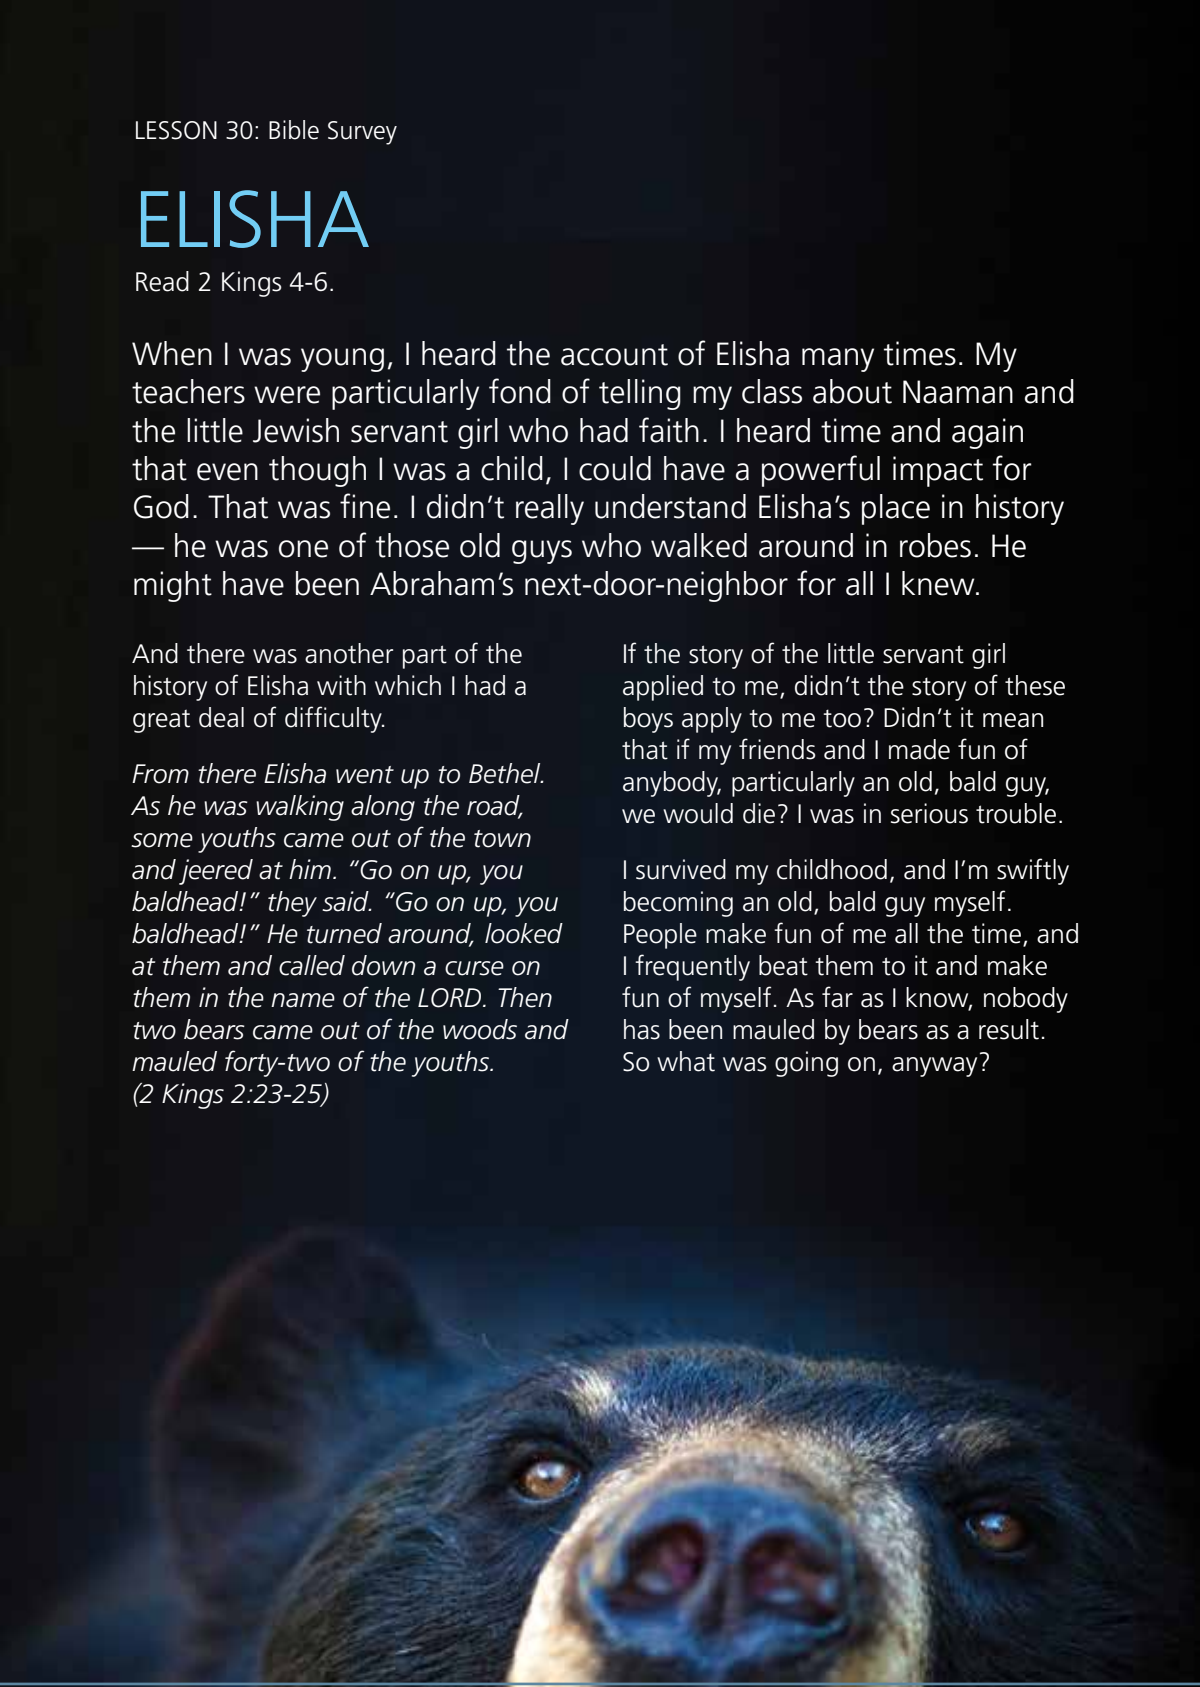 LESSON 30: Bible Survey
ELISHA
Read 2 Kings 4-6.
When I was young, I heard the account of Elisha many times. My
teachers were particularly fond of telling my class about Naaman and
the little Jewish servant girl who had faith. I heard time and again
that even though I was a child, I could have a powerful impact for
God. That was fine. I didn’t really understand Elisha’s place in history
— he was one of those old guys who walked around in robes. He
might have been Abraham’s next-door-neighbor for all I knew.
And there was another part of the
history of Elisha with which I had a
great deal of difficulty.
From there Elisha went up to Bethel.
As he was walking along the road,
some youths came out of the town
and jeered at him. “Go on up, you
baldhead!” they said. “Go on up, you
baldhead!” He turned around, looked
at them and called down a curse on
them in the name of the LORD. Then
two bears came out of the woods and
mauled forty-two of the youths.
(2 Kings 2:23-25)
If the story of the little servant girl
applied to me, didn’t the story of these
boys apply to me too? Didn’t it mean
that if my friends and I made fun of
anybody, particularly an old, bald guy,
we would die? I was in serious trouble.
I survived my childhood, and I’m swiftly
becoming an old, bald guy myself.
People make fun of me all the time, and
I frequently beat them to it and make
fun of myself. As far as I know, nobody
has been mauled by bears as a result.
So what was going on, anyway?